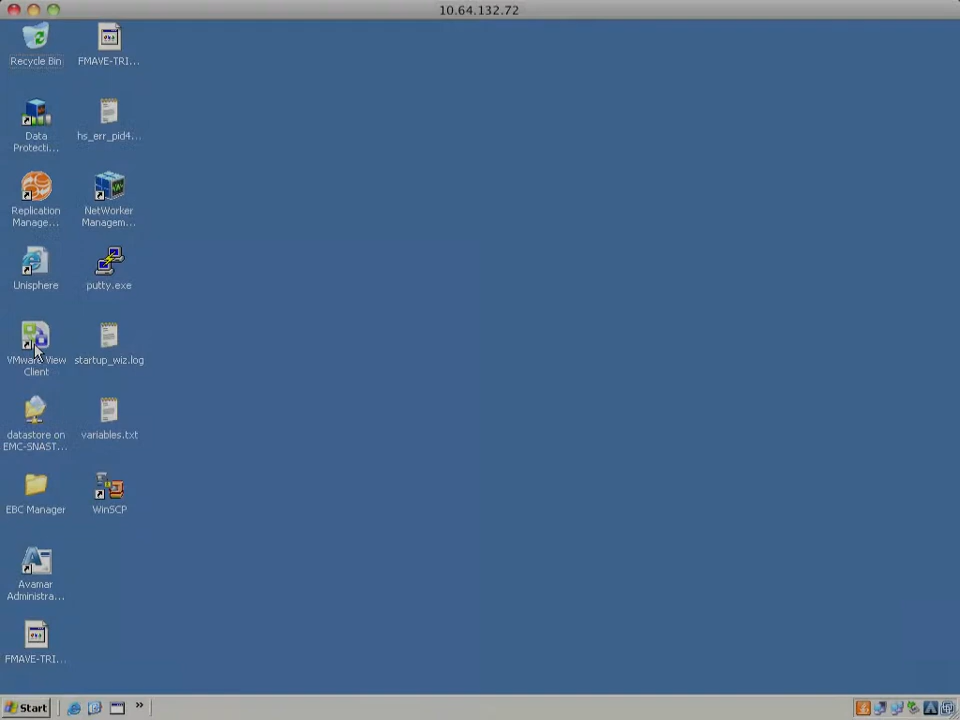 10.64.132.72
Recycle Bin
FMAVE-TRI...
Data
Protecti...
hs_err_pid4...
Replication
Manage...
NetWorker
Managem...
Unisphere
putty.exe
VMware View
Client
startup_wiz.log
datastore on
EMC-SNAST...
variables.txt
EBC Manager
WinSCP
Avamar
Administra...
FMAVE-TRI...
Start